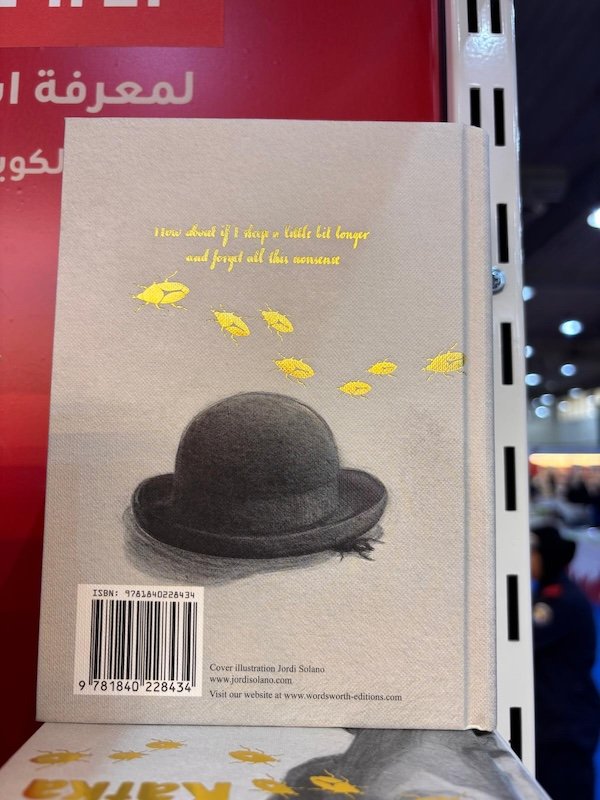 لمعرفة
How about if I sleep a little bit longer
and forget all this nonsense
ISBN: 9781840228434
9 781840 228434
Cover illustration Jordi Solano
www.jordisolano.com
Visit our website at www.wordsworth-editions.com
Kafka